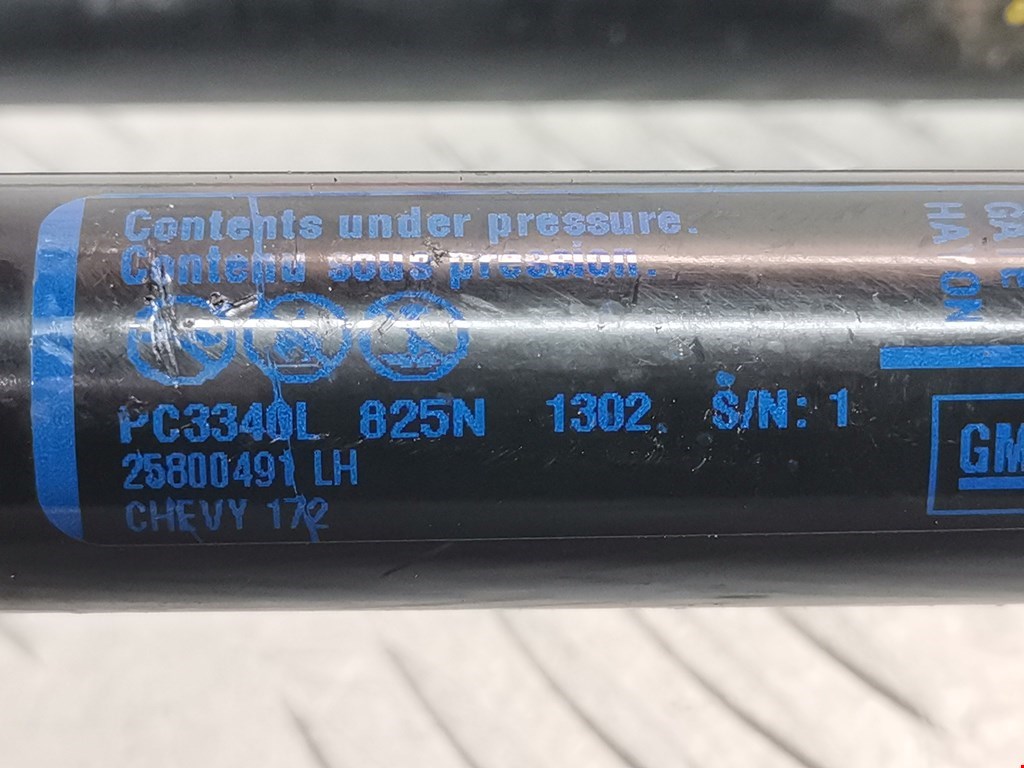 Contents under pressure.
Contenu sous pression.
PC3340L 825N 1302. S/N: 1
25800491 LH
CHEVY 172
GM